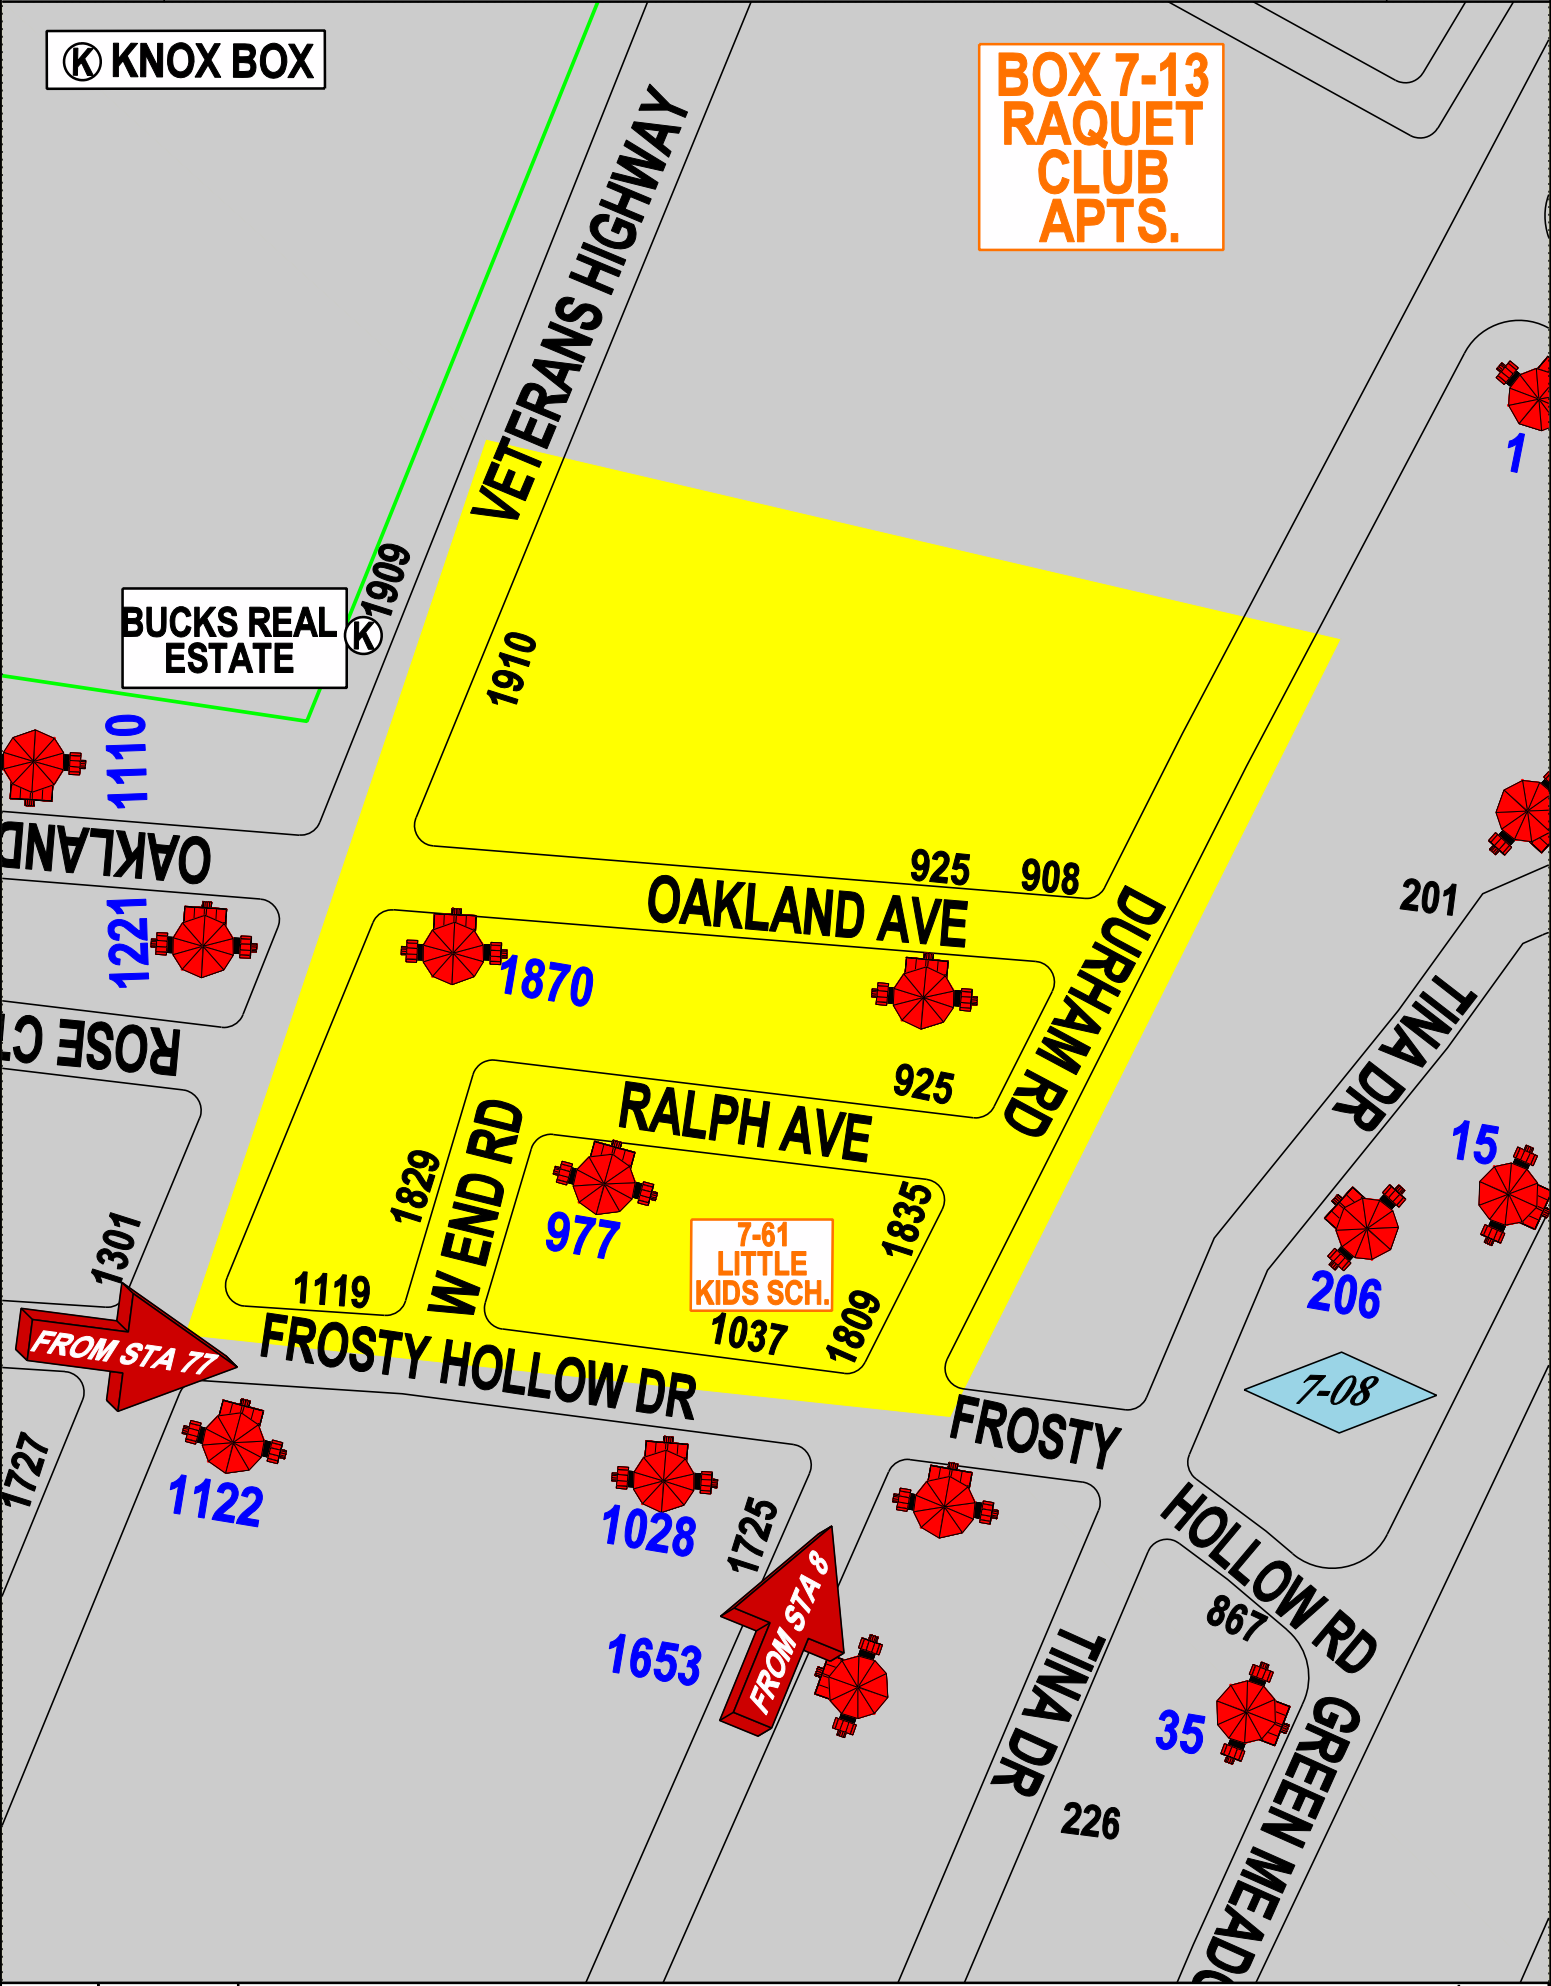 K KNOX BOX
BOX 7-13
RAQUET
CLUB
APTS.
VETERANS HIGHWAY
1
1909
BUCKS REAL
ESTATE
K
1910
1110
OAKLAND
925
908
OAKLAND AVE
DURHAM RD
201
1221
1870
TINA DR
ROSE CT
925
RALPH AVE
W END RD
15
1829
977
1835
7-61
LITTLE
KIDS SCH.
1301
1119
1037
1809
206
FROM STA 77
FROSTY HOLLOW DR
7-08
FROSTY
HOLLOW RD
1727
1122
1028
1725
FROM STA 8
867
1653
TINA DR
35
GREEN MEADO
226